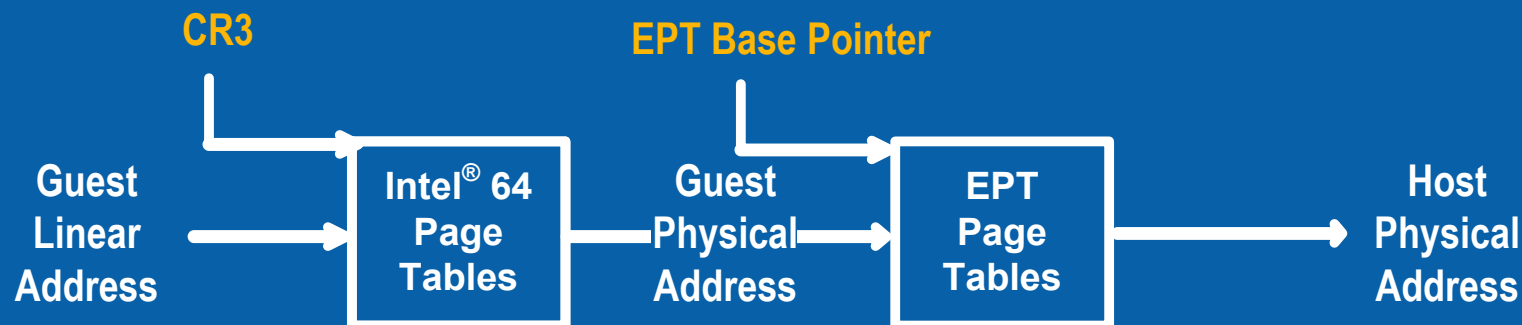 CR3
EPT Base Pointer
Guest
Linear
Address
Intel® 64
Page
Tables
Guest
Physical
Address
EPT
Page
Tables
Host
Physical
Address